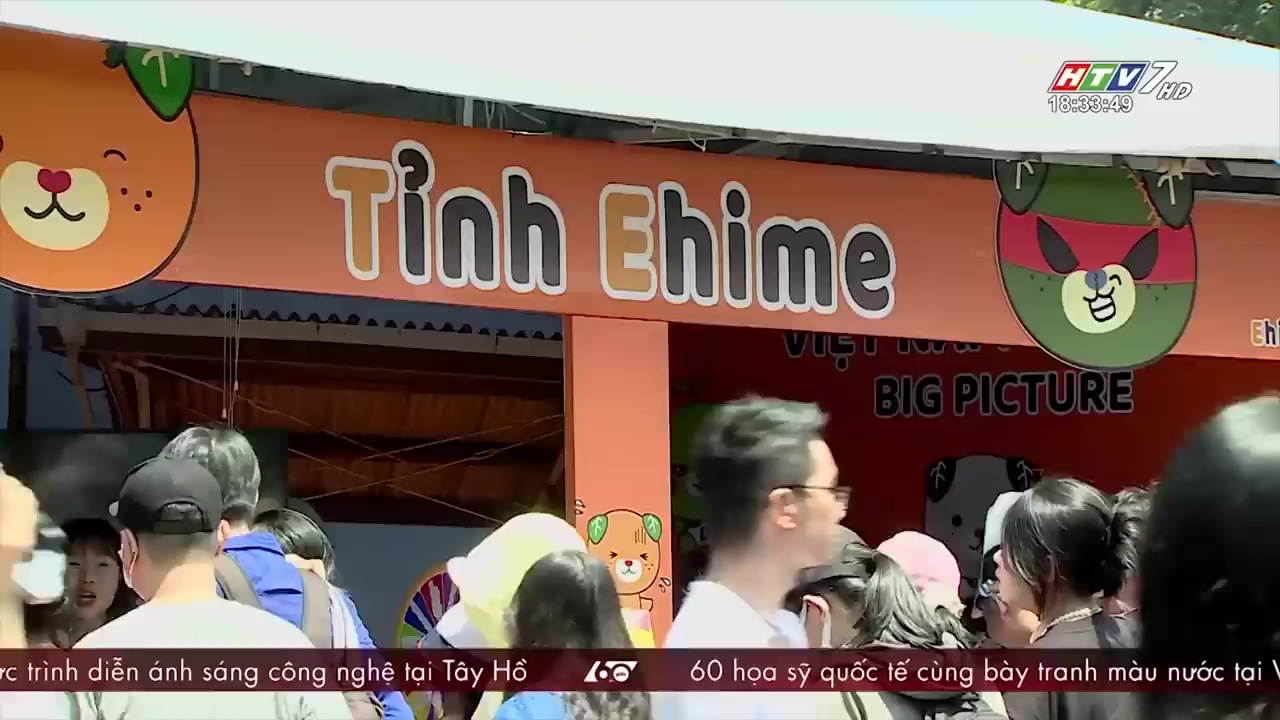 HTV7 HD
18:33:49
Tỉnh Ehime
BIG PICTURE
trình diễn ánh sáng công nghệ tại Tây Hồ
60 họa sỹ quốc tế cùng bày tranh màu nước tại